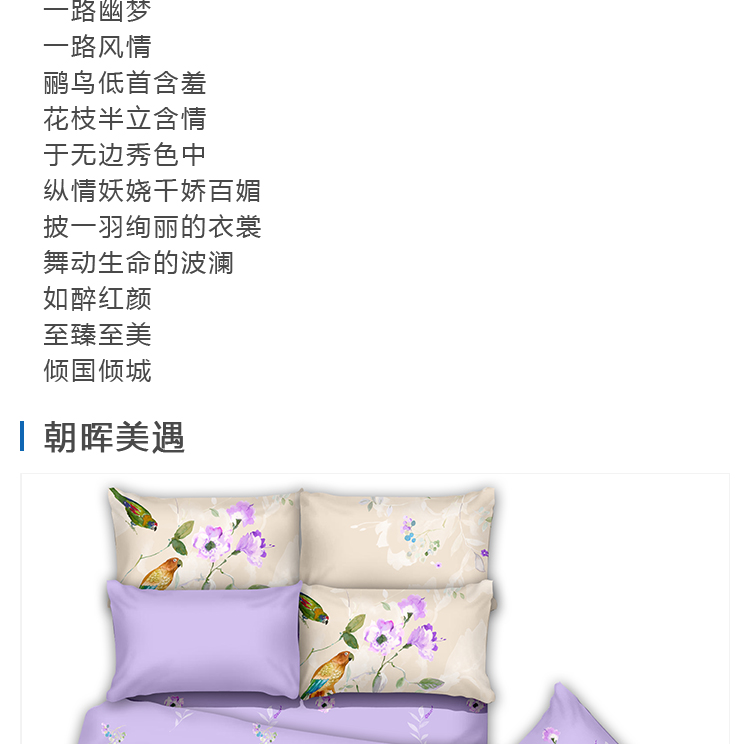 一路幽梦
一路风情
鹂鸟低首含羞
花枝半立含情
于无边秀色中
纵情妖娆千娇百媚
披一羽绚丽的衣裳
舞动生命的波澜
如醉红颜
至臻至美
倾国倾城
朝晖美遇